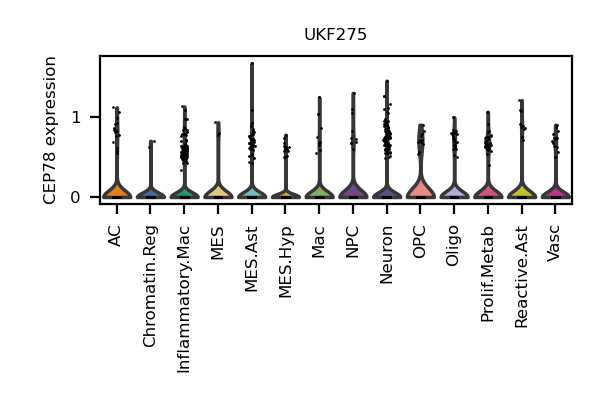 UKF275
CEP78 expression
1
0
AC
Chromatin.Reg
Inflammatory.Mac
MES
MES.Ast
MES.Hyp
Mac
NPC
Neuron
OPC
Oligo
Prolif.Metab
Reactive.Ast
Vasc